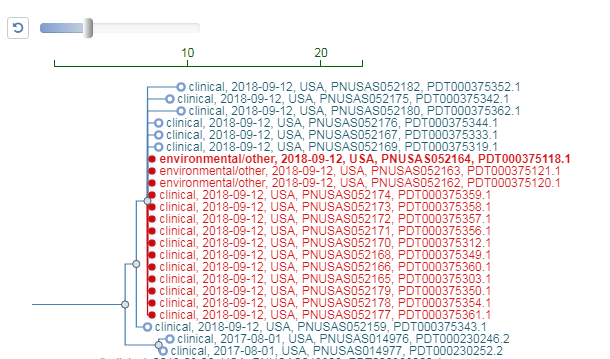 10 20
clinical, 2018-09-12, USA, PNUSAS052182, PDT000375352.1
clinical, 2018-09-12, USA, PNUSAS052175, PDT000375342.1
clinical, 2018-09-12, USA, PNUSAS052180, PDT000375362.1
clinical, 2018-09-12, USA, PNUSAS052176, PDT000375344.1
clinical, 2018-09-12, USA, PNUSAS052167, PDT000375333.1
clinical, 2018-09-12, USA, PNUSAS052169, PDT000375319.1
environmental/other, 2018-09-12, USA, PNUSAS052164, PDT000375118.1
environmental/other, 2018-09-12, USA, PNUSAS052163, PDT000375121.1
environmental/other, 2018-09-12, USA, PNUSAS052162, PDT000375120.1
clinical, 2018-09-12, USA, PNUSAS052174, PDT000375359.1
clinical, 2018-09-12, USA, PNUSAS052173, PDT000375358.1
clinical, 2018-09-12, USA, PNUSAS052172, PDT000375357.1
clinical, 2018-09-12, USA, PNUSAS052171, PDT000375356.1
clinical, 2018-09-12, USA, PNUSAS052170, PDT000375312.1
clinical, 2018-09-12, USA, PNUSAS052168, PDT000375349.1
clinical, 2018-09-12, USA, PNUSAS052166, PDT000375360.1
clinical, 2018-09-12, USA, PNUSAS052165, PDT000375303.1
clinical, 2018-09-12, USA, PNUSAS052179, PDT000375350.1
clinical, 2018-09-12, USA, PNUSAS052178, PDT000375354.1
clinical, 2018-09-12, USA, PNUSAS052177, PDT000375361.1
clinical, 2018-09-12, USA, PNUSAS052159, PDT000375343.1
clinical, 2017-08-01, USA, PNUSAS014976, PDT000230246.2
clinical, 2017-08-01, USA, PNUSAS014977, PDT000230252.2